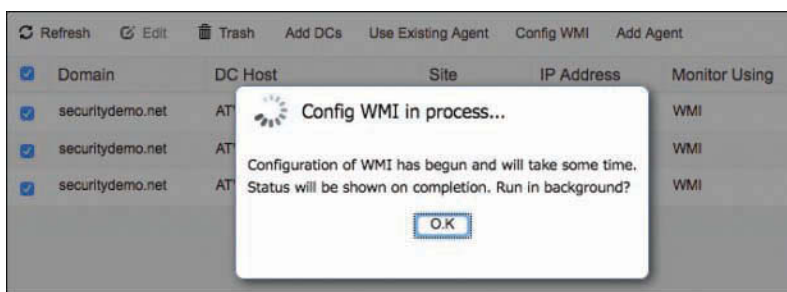 Refresh Edit Trash Add DCs Use Existing Agent Config WMI Add Agent
Domain DC Host Site IP Address Monitor Using
securitydemo.net AT WMI
securitydemo.net AT WMI
securitydemo.net AT WMI
Config WMI in process...
Configuration of WMI has begun and will take some time.
Status will be shown on completion. Run in background?
O.K